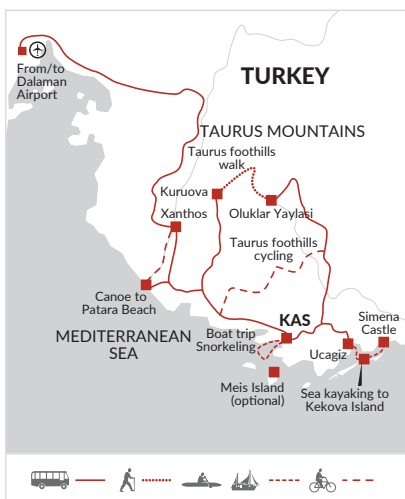 From/to
Dalaman
Airport
TURKEY
TAURUS MOUNTAINS
Taurus foothills
walk
Kuruova
Xanthos
Oluklar Yaylasi
Taurus foothills
cycling
Canoe to
Patara Beach
MEDITERRANEAN
SEA
Boat trip
Snorkeling
KAS
Simena
Castle
Ucagiz
Meis Island
(optional)
Sea kayaking to
Kekova Island